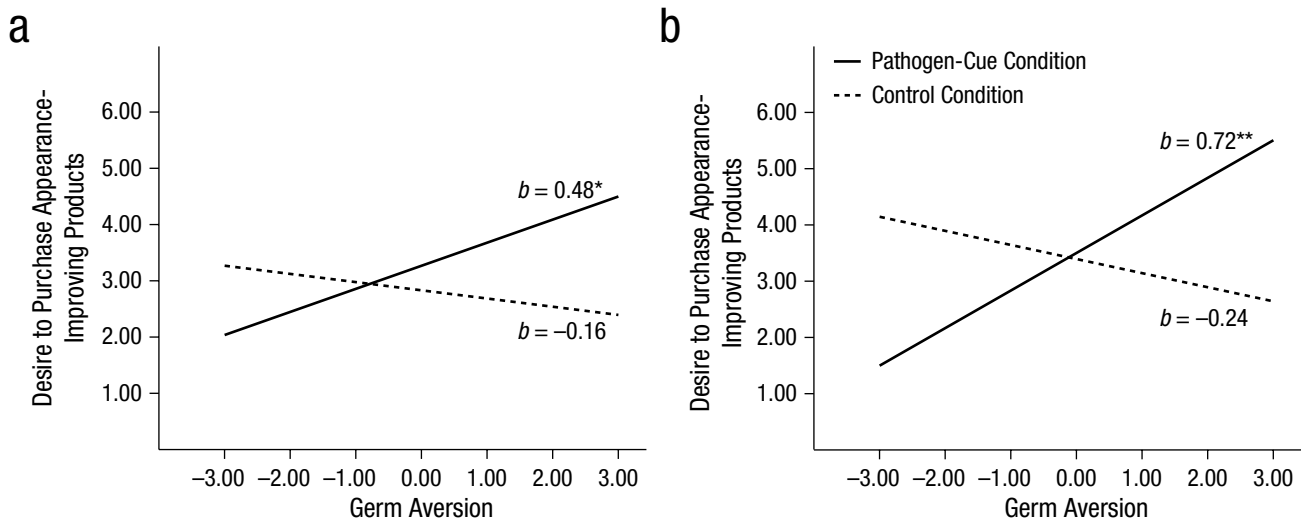 a
Desire to Purchase Appearance-
Improving Products
6.00
5.00
4.00
3.00
2.00
1.00
b = 0.48*
b = –0.16
–3.00 –2.00 –1.00 0.00 1.00 2.00 3.00
Germ Aversion
b
Pathogen-Cue Condition
Control Condition
Desire to Purchase Appearance-
Improving Products
6.00
5.00
4.00
3.00
2.00
1.00
b = 0.72**
b = –0.24
–3.00 –2.00 –1.00 0.00 1.00 2.00 3.00
Germ Aversion